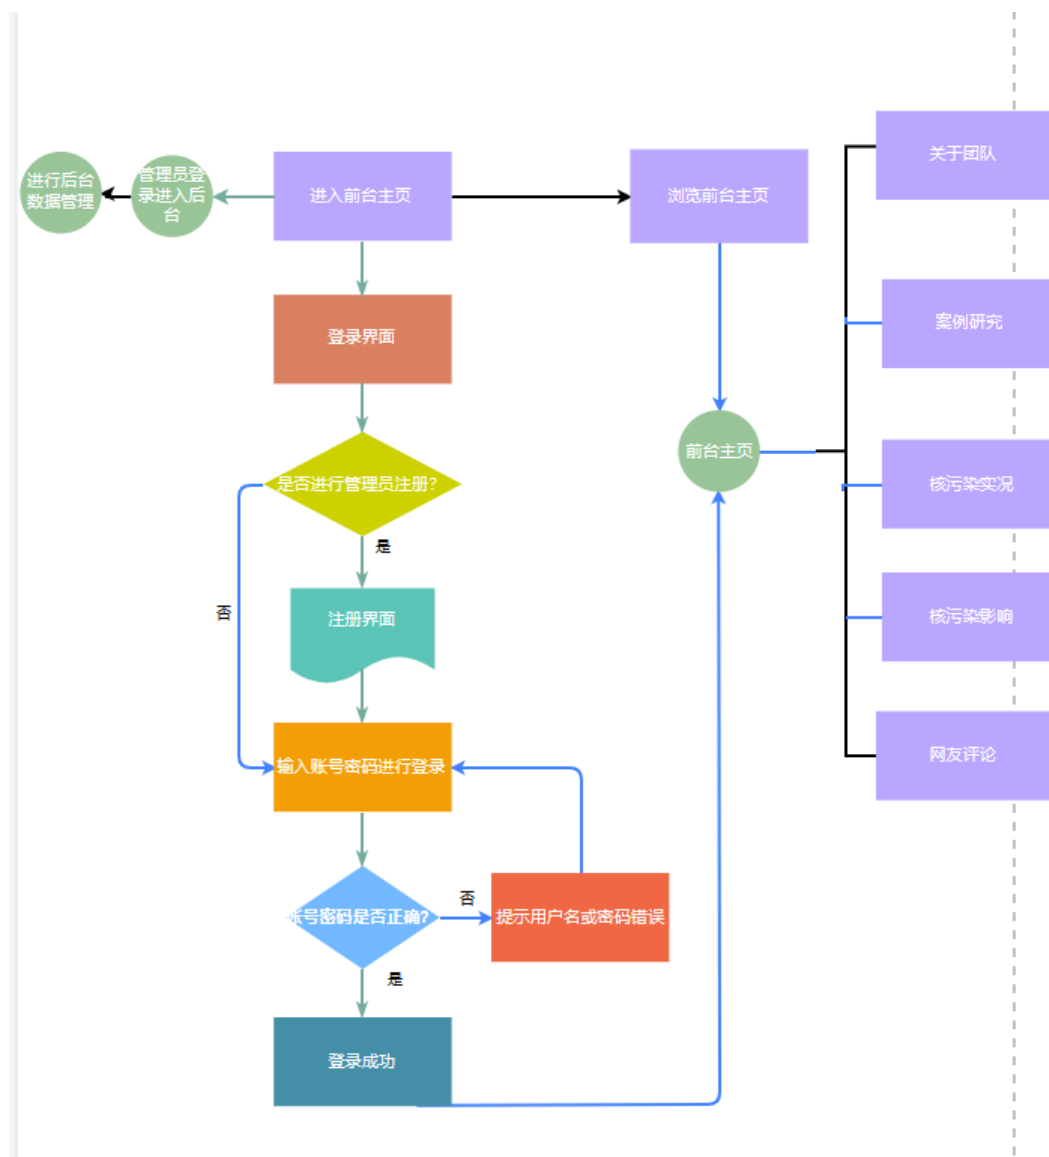 关于团队
进行后台
数据管理
管理员登
录进入后
台
进入前台主页
浏览前台主页
登录界面
案例研究
前台主页
是否进行管理员注册?
核污染实况
是
否
注册界面
核污染影响
输入账号密码进行登录
网友评论
账号密码是否正确?
否
提示用户名或密码错误
是
登录成功